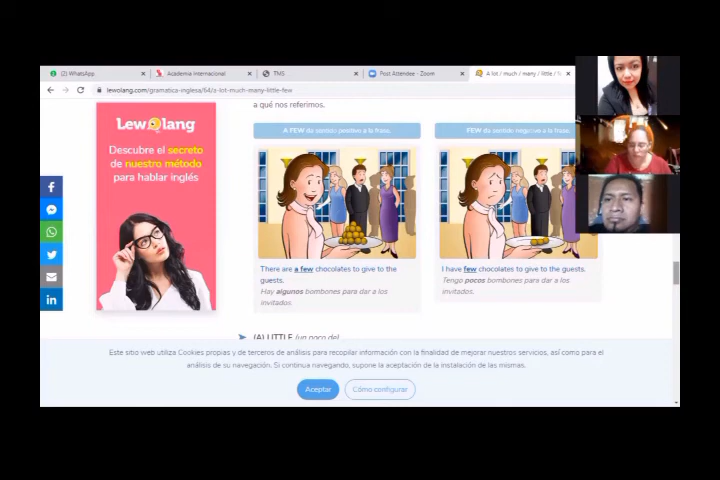 (2) WhatsApp
Academia Internacional
TMS
Post Attendee - Zoom
A lot / much / many / little / f
lewolang.com/gramatica-inglesa/64/a-lot-much-many-little-few
Lewolang
Descubre el secreto
de nuestro método
para hablar inglés
a qué nos referimos.
A FEW da sentido positivo a la frase.
FEW da sentido negativo a la frase.
There are a few chocolates to give to the
guests.
Hay algunos bombones para dar a los
invitados.
I have few chocolates to give to the guests.
Tengo pocos bombones para dar a los
invitados.
(A) LITTLE (un poco de)
Este sitio web utiliza Cookies propias y de terceros de análisis para recopilar información con la finalidad de mejorar nuestros servicios, así como para el
análisis de su navegación. Si continua navegando, supone la aceptación de la instalación de las mismas.
Aceptar
Cómo configurar